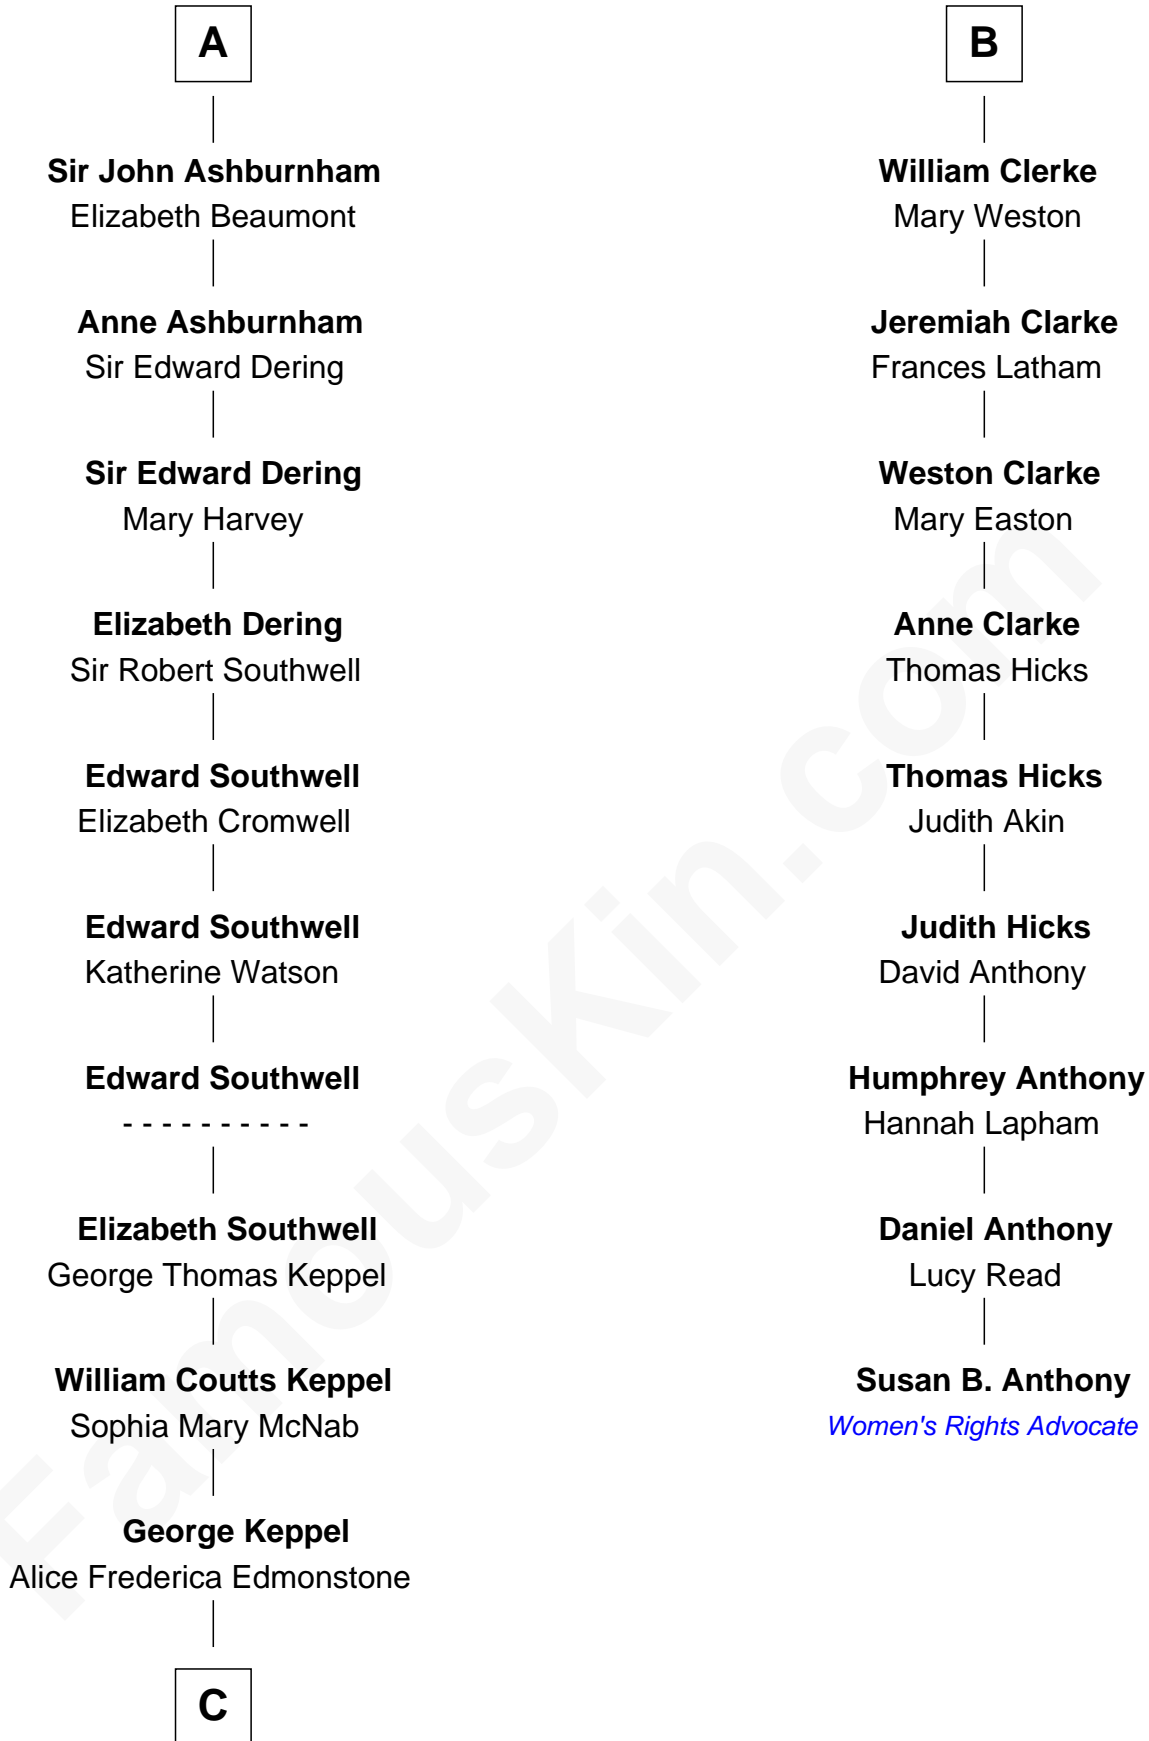 A
Sir John Ashburnham
Elizabeth Beaumont
Anne Ashburnham
Sir Edward Dering
Sir Edward Dering
Mary Harvey
Elizabeth Dering
Sir Robert Southwell
Edward Southwell
Elizabeth Cromwell
Edward Southwell
Katherine Watson
Edward Southwell
- - - - - - - - - -
Elizabeth Southwell
George Thomas Keppel
William Coutts Keppel
Sophia Mary McNab
George Keppel
Alice Frederica Edmonstone
C
B
William Clerke
Mary Weston
Jeremiah Clarke
Frances Latham
Weston Clarke
Mary Easton
Anne Clarke
Thomas Hicks
Thomas Hicks
Judith Akin
Judith Hicks
David Anthony
Humphrey Anthony
Hannah Lapham
Daniel Anthony
Lucy Read
Susan B. Anthony
Women's Rights Advocate
FamousKin.com